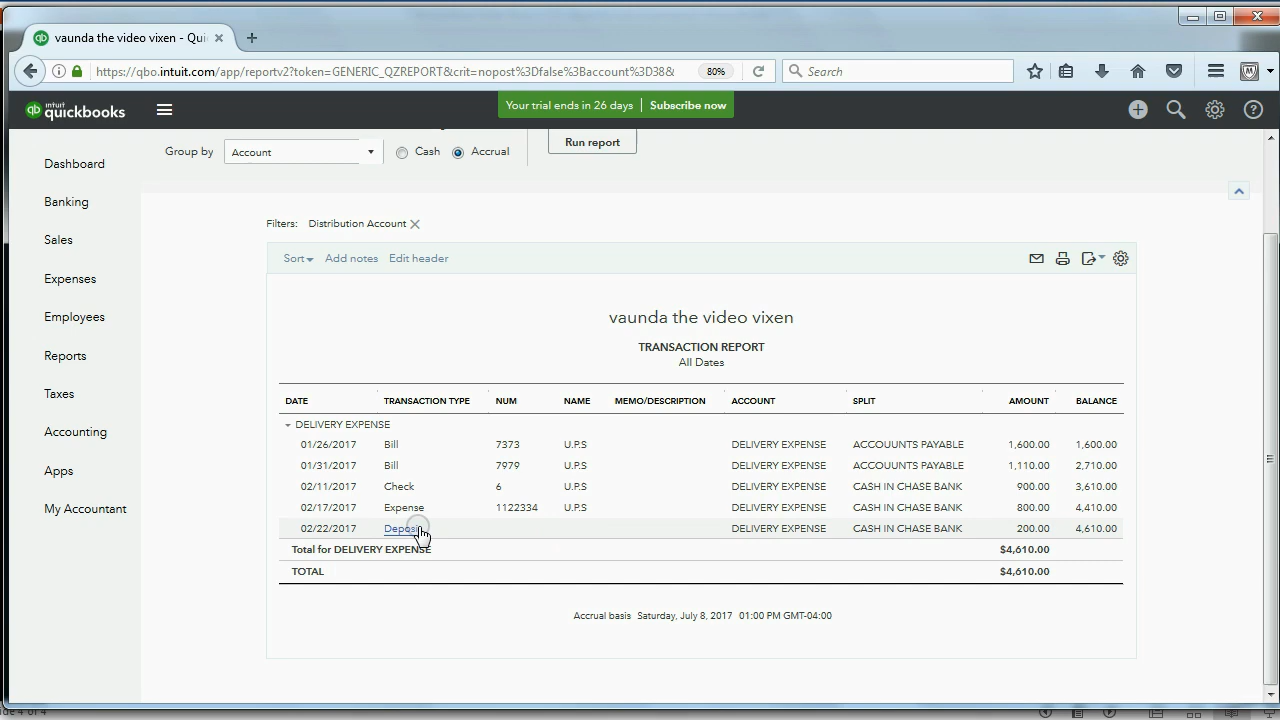 vaunda the video vixen - Quic
https://qbo.intuit.com/app/reportv2?token=GENERIC_QZREPORT&crit=nopost%3Dfalse%3Baccount%3D38&
80%
Search
intuit quickbooks
Your trial ends in 26 days
Subscribe now
Dashboard
Banking
Sales
Expenses
Employees
Reports
Taxes
Accounting
Apps
My Accountant
Group by Account Cash Accrual Run report
Filters: Distribution Account
Sort Add notes Edit header
vaunda the video vixen
TRANSACTION REPORT
All Dates
DATE TRANSACTION TYPE NUM NAME MEMO/DESCRIPTION ACCOUNT SPLIT AMOUNT BALANCE
DELIVERY EXPENSE
01/26/2017 Bill 7373 U.P.S DELIVERY EXPENSE ACCOUUNTS PAYABLE 1,600.00 1,600.00
01/31/2017 Bill 7979 U.P.S DELIVERY EXPENSE ACCOUUNTS PAYABLE 1,110.00 2,710.00
02/11/2017 Check 6 U.P.S DELIVERY EXPENSE CASH IN CHASE BANK 900.00 3,610.00
02/17/2017 Expense 1122334 U.P.S DELIVERY EXPENSE CASH IN CHASE BANK 800.00 4,410.00
02/22/2017 Deposit DELIVERY EXPENSE CASH IN CHASE BANK 200.00 4,610.00
Total for DELIVERY EXPENSE $4,610.00
TOTAL $4,610.00
Accrual basis Saturday, July 8, 2017 01:00 PM GMT-04:00